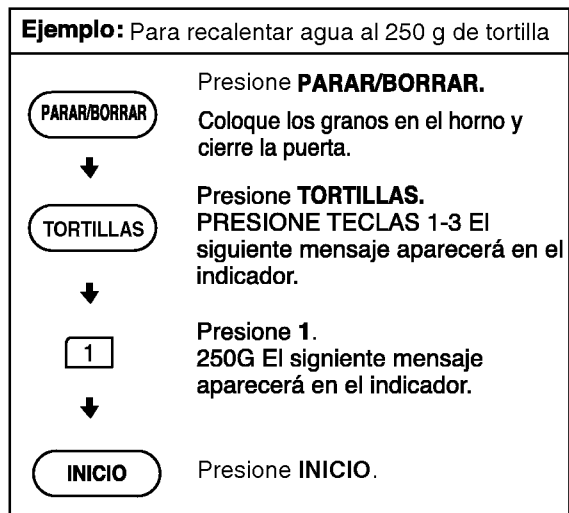 Ejemplo: Para recalentar agua al 250 g de tortilla
PARAR/BORRAR
Presione PARAR/BORRAR.
Coloque los granos en el horno y
cierre la puerta.
TORTILLAS
Presione TORTILLAS.
PRESIONE TECLAS 1-3 El
siguiente mensaje aparecerá en el
indicador.
1
Presione 1.
250G El signiente mensaje
aparecerá en el indicador.
INICIO
Presione INICIO.